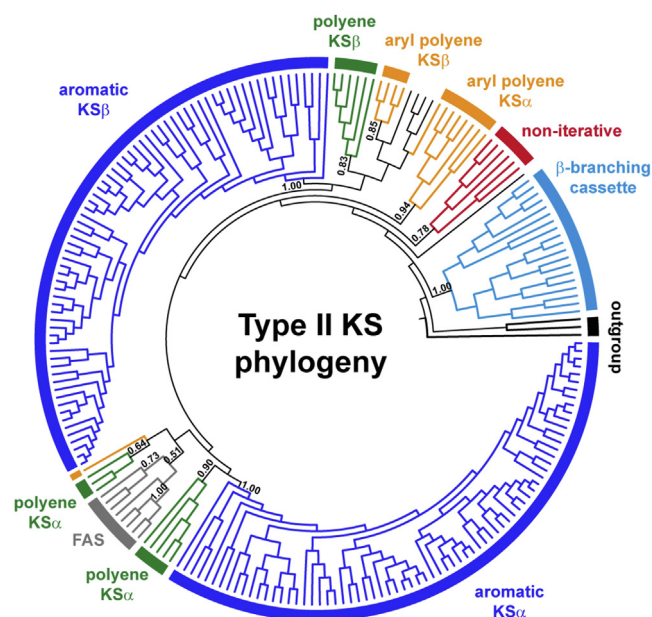 polyene
KSβ
aryl polyene
KSβ
aryl polyene
KSα
non-iterative
β-branching
cassette
outgroup
aromatic
KSβ
0.85
0.83
1.00
0.94
0.78
1.00
Type II KS
phylogeny
0.64
0.73
0.51
1.00
0.90
1.00
polyene
KSα
FAS
polyene
KSα
aromatic
KSα